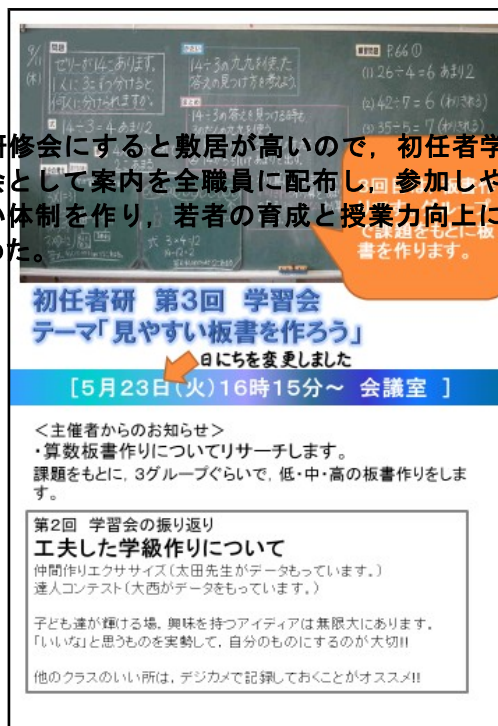 9/11
(木)
問題
ゼリーが14こあります。
1人に3こずつ分けると
何人に分けられますか。
14÷3=4あまり2
14÷3の九九を使った
答えの見つけ方を考えよう
まとめ
14÷3の答えを見つける時も
練習問題 P.66①
(1) 26÷4=6 あまり2
(2) 42÷7=6 (わりきれる)
(3) 35÷5=7 (わりきれる)
修会にすると敷居が高いので，初任者学
会として案内を全職員に配布し，参加しや
い体制を作り，若者の育成と授業力向上に
た。
で課題をもとに板
書を作ります。
初任者研 第3回 学習会
テーマ「見やすい板書を作ろう」
日にちを変更しました
[5月23日(火)16時15分～ 会議室 ]
＜主催者からのお知らせ＞
・算数板書作りについてリサーチします。
課題をもとに，3グループぐらいで，低・中・高の板書作りをしま
す。
第2回 学習会の振り返り
工夫した学級作りについて
仲間作りエクササイズ(太田先生がデータもっています。)
達人コンテスト(大西がデータをもっています。)
子ども達が輝ける場。興味を持つアイディアは無限大にあります。
「いいな」と思うものを実勢して，自分のものにするのが大切!!
他のクラスのいい所は，デジカメで記録しておくことがオススメ!!